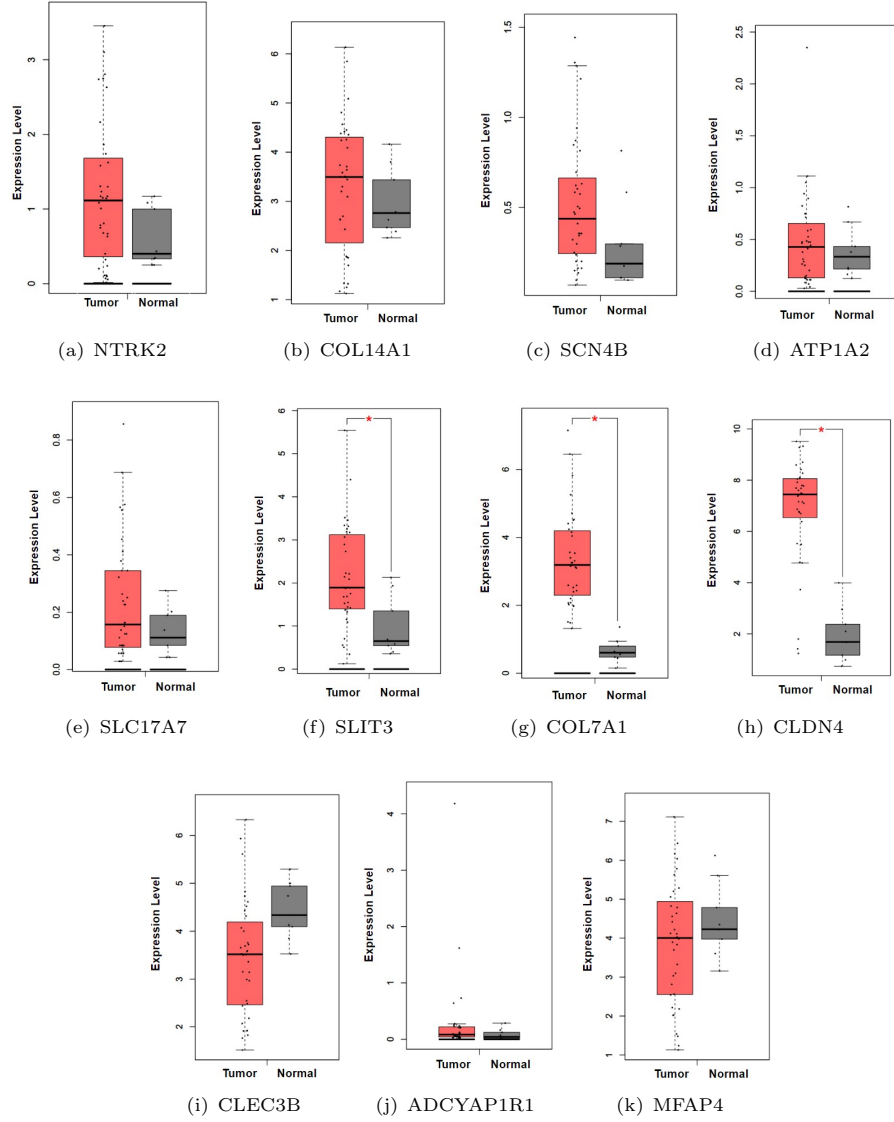 Expression Level
0 1 2 3
Tumor Normal
(a) NTRK2
Expression Level
1 2 3 4 5 6
Tumor Normal
(b) COL14A1
Expression Level
0.5 1.0 1.5
Tumor Normal
(c) SCN4B
Expression Level
0.0 0.5 1.0 1.5 2.0 2.5
Tumor Normal
(d) ATP1A2
Expression Level
0.0 0.2 0.4 0.6 0.8
Tumor Normal
(e) SLC17A7
Expression Level
0 1 2 3 4 5 6
*
Tumor Normal
(f) SLIT3
Expression Level
0 2 4 6
*
Tumor Normal
(g) COL7A1
Expression Level
2 4 6 8 10
*
Tumor Normal
(h) CLDN4
Expression Level
2 3 4 5 6
Tumor Normal
(i) CLEC3B
Expression Level
0 1 2 3 4
Tumor Normal
(j) ADCYAP1R1
Expression Level
1 2 3 4 5 6 7
Tumor Normal
(k) MFAP4